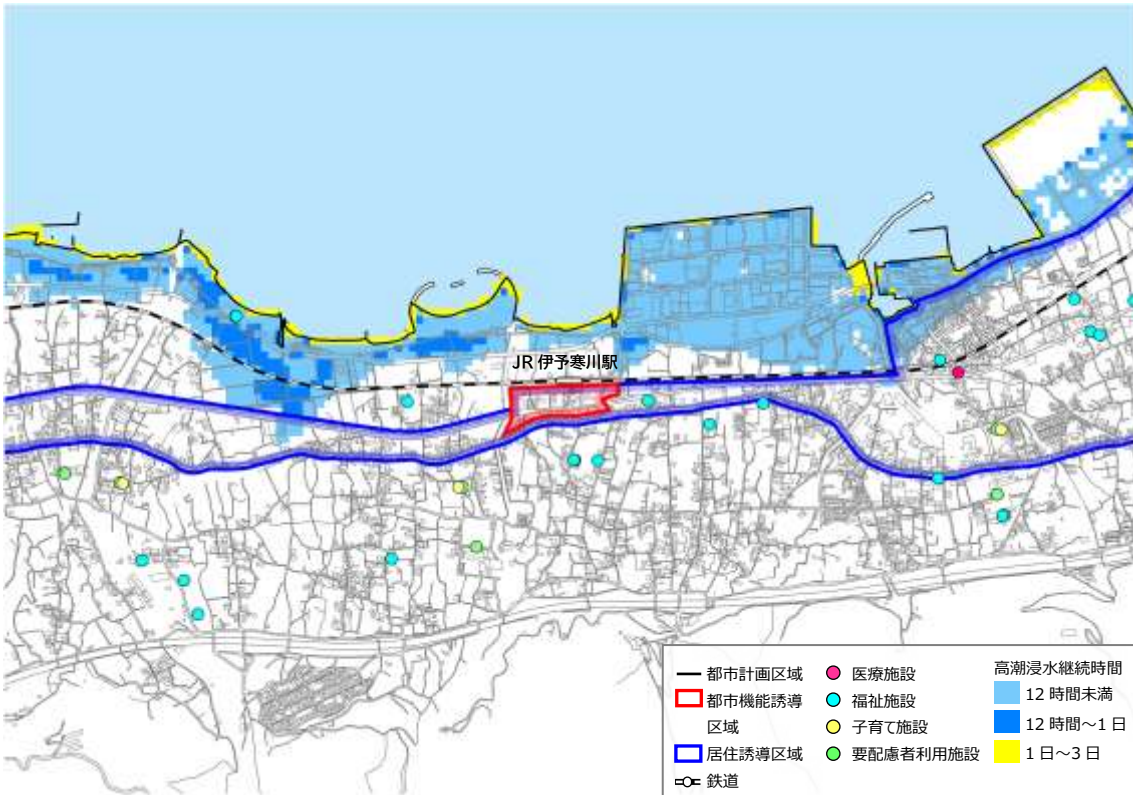 JR 伊予寒川駅
都市計画区域
都市機能誘導
区域
居住誘導区域
鉄道
医療施設
福祉施設
子育て施設
要配慮者利用施設
高潮浸水継続時間
12 時間未満
12 時間～1 日
1 日～3 日